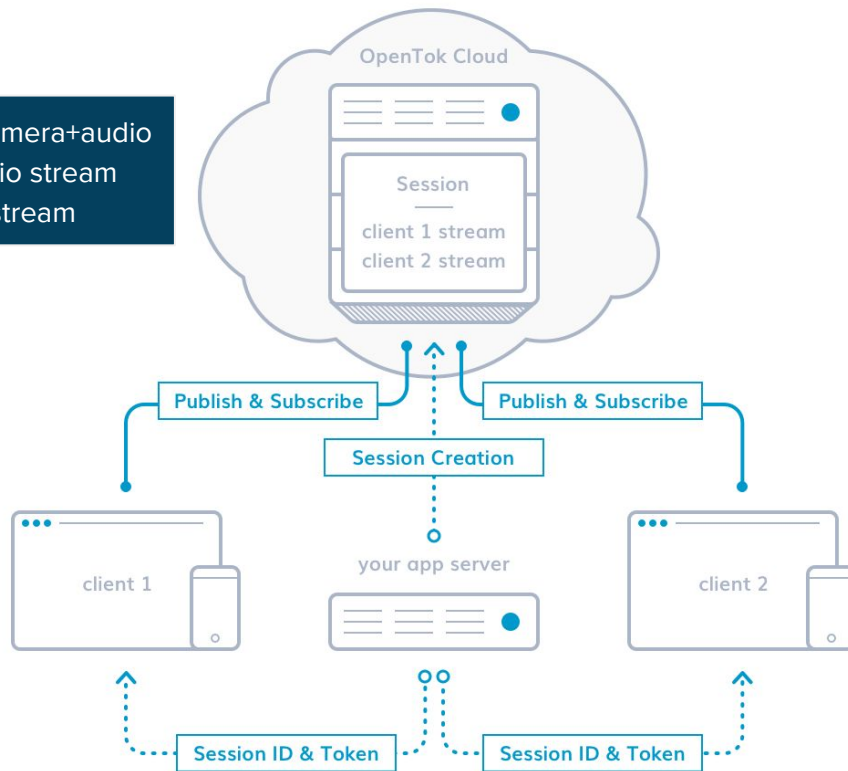 OpenTok Cloud
mera+audio
io stream
stream
Session
client 1 stream
client 2 stream
Publish & Subscribe
Publish & Subscribe
Session Creation
client 1
your app server
client 2
Session ID & Token
Session ID & Token